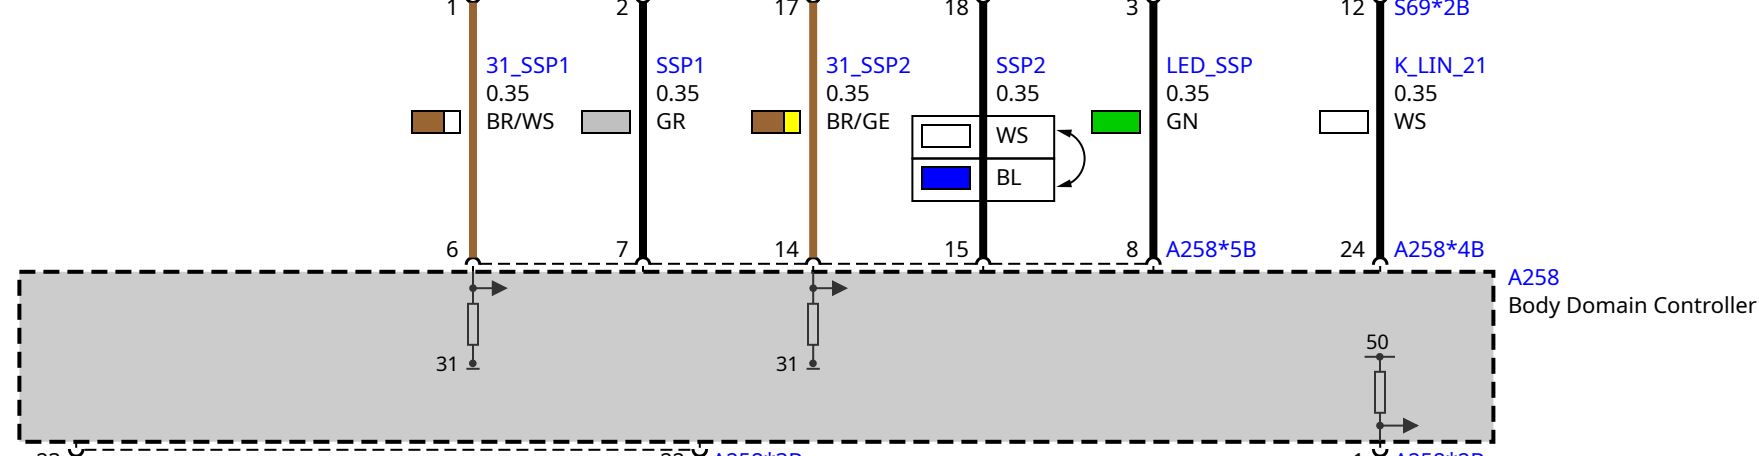 1 2 17 18 3 12 S69*2B
31_SSP1 SSP1 31_SSP2 SSP2 LED_SSP K_LIN_21
0.35 0.35 0.35 0.35 0.35 0.35
BR/WS GR BR/GE WS GN WS
BL
6 7 14 15 8 A258*5B 24 A258*4B
A258
Body Domain Controller
50
31 31